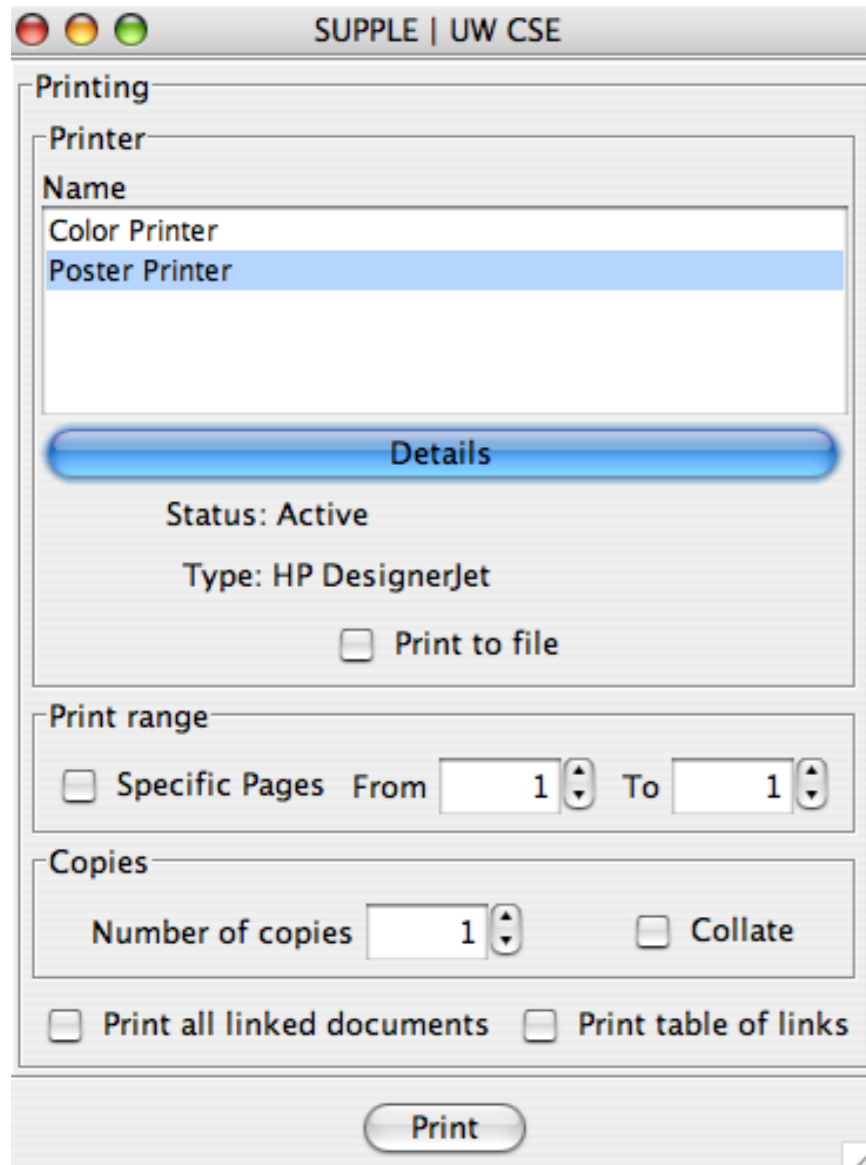 SUPPLE | UW CSE
Printing
Printer
Name
Color Printer
Poster Printer
Details
Status: Active
Type: HP DesignerJet
Print to file
Print range
Specific Pages From 1 To 1
Copies
Number of copies 1 Collate
Print all linked documents Print table of links
Print